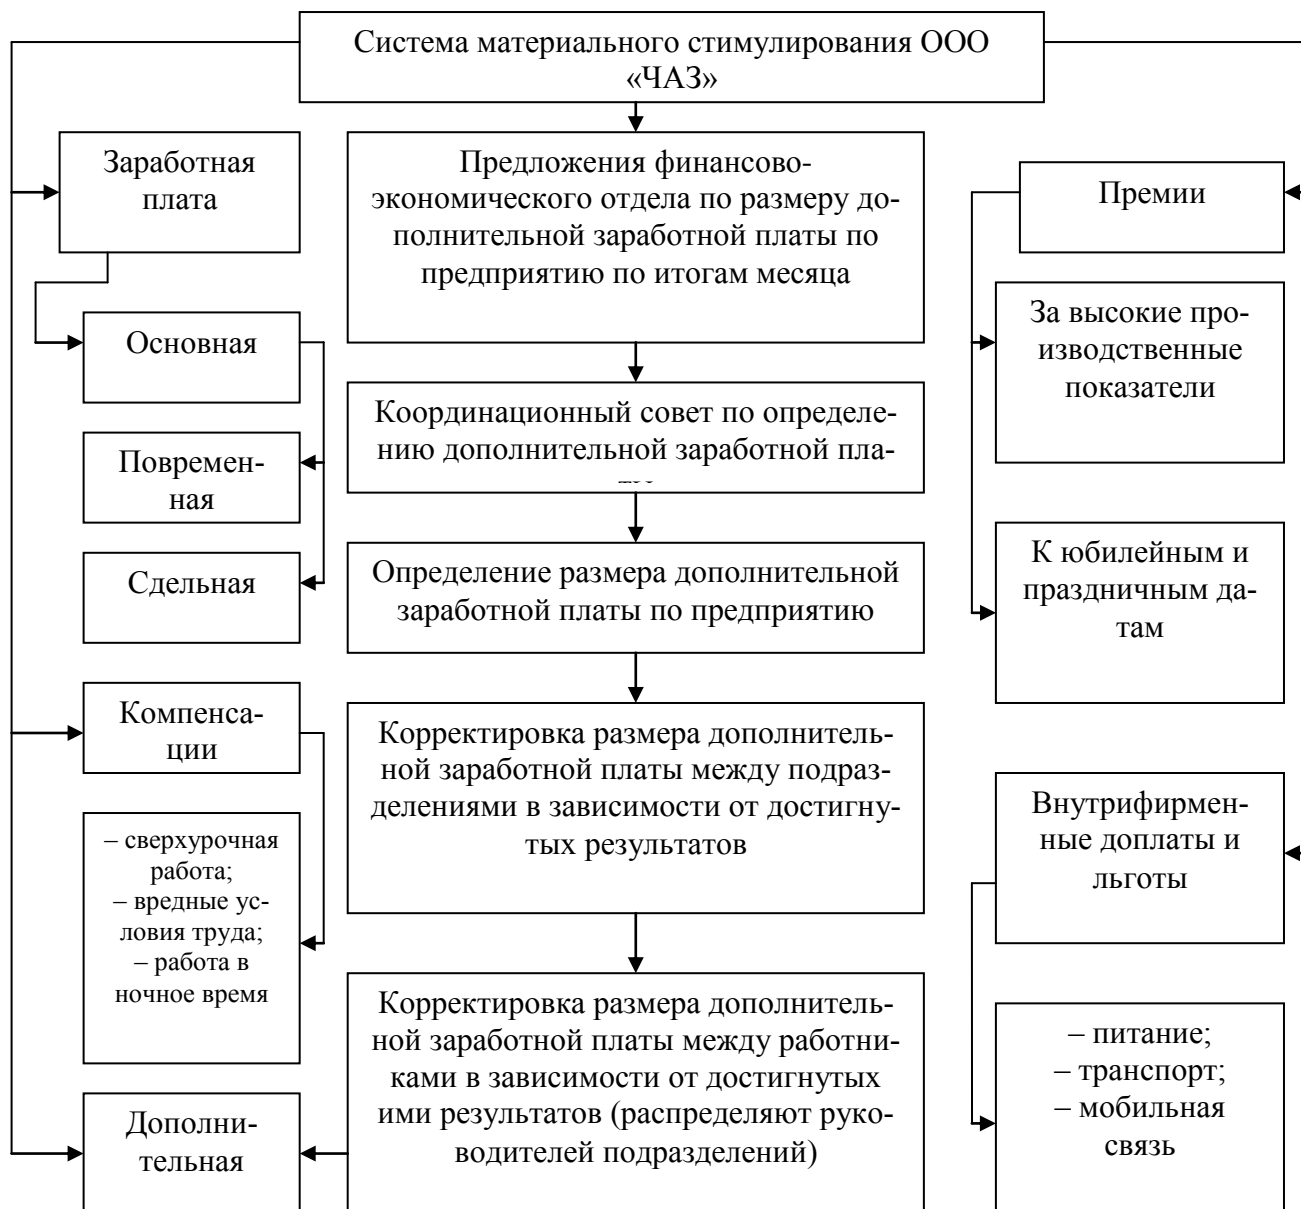 Система материального стимулирования ООО
«ЧАЗ»
Заработная
плата
Предложения финансово-
экономического отдела по размеру до-
полнительной заработной платы по
предприятию по итогам месяца
Премии
Основная
За высокие про-
изводственные
показатели
Координационный совет по определе-
нию дополнительной заработной пла-
Повремен-
ная
Сдельная
Определение размера дополнительной
заработной платы по предприятию
К юбилейным и
праздничным да-
там
Компенса-
ции
Корректировка размера дополнитель-
ной заработной платы между подраз-
делениями в зависимости от достигну-
тых результатов
Внутрифирмен-
ные доплаты и
льготы
– сверхурочная
работа;
– вредные ус-
ловия труда;
– работа в
ночное время
Корректировка размера дополнитель-
ной заработной платы между работни-
ками в зависимости от достигнутых
ими результатов (распределяют руко-
водителей подразделений)
– питание;
– транспорт;
– мобильная
связь
Дополни-
тельная